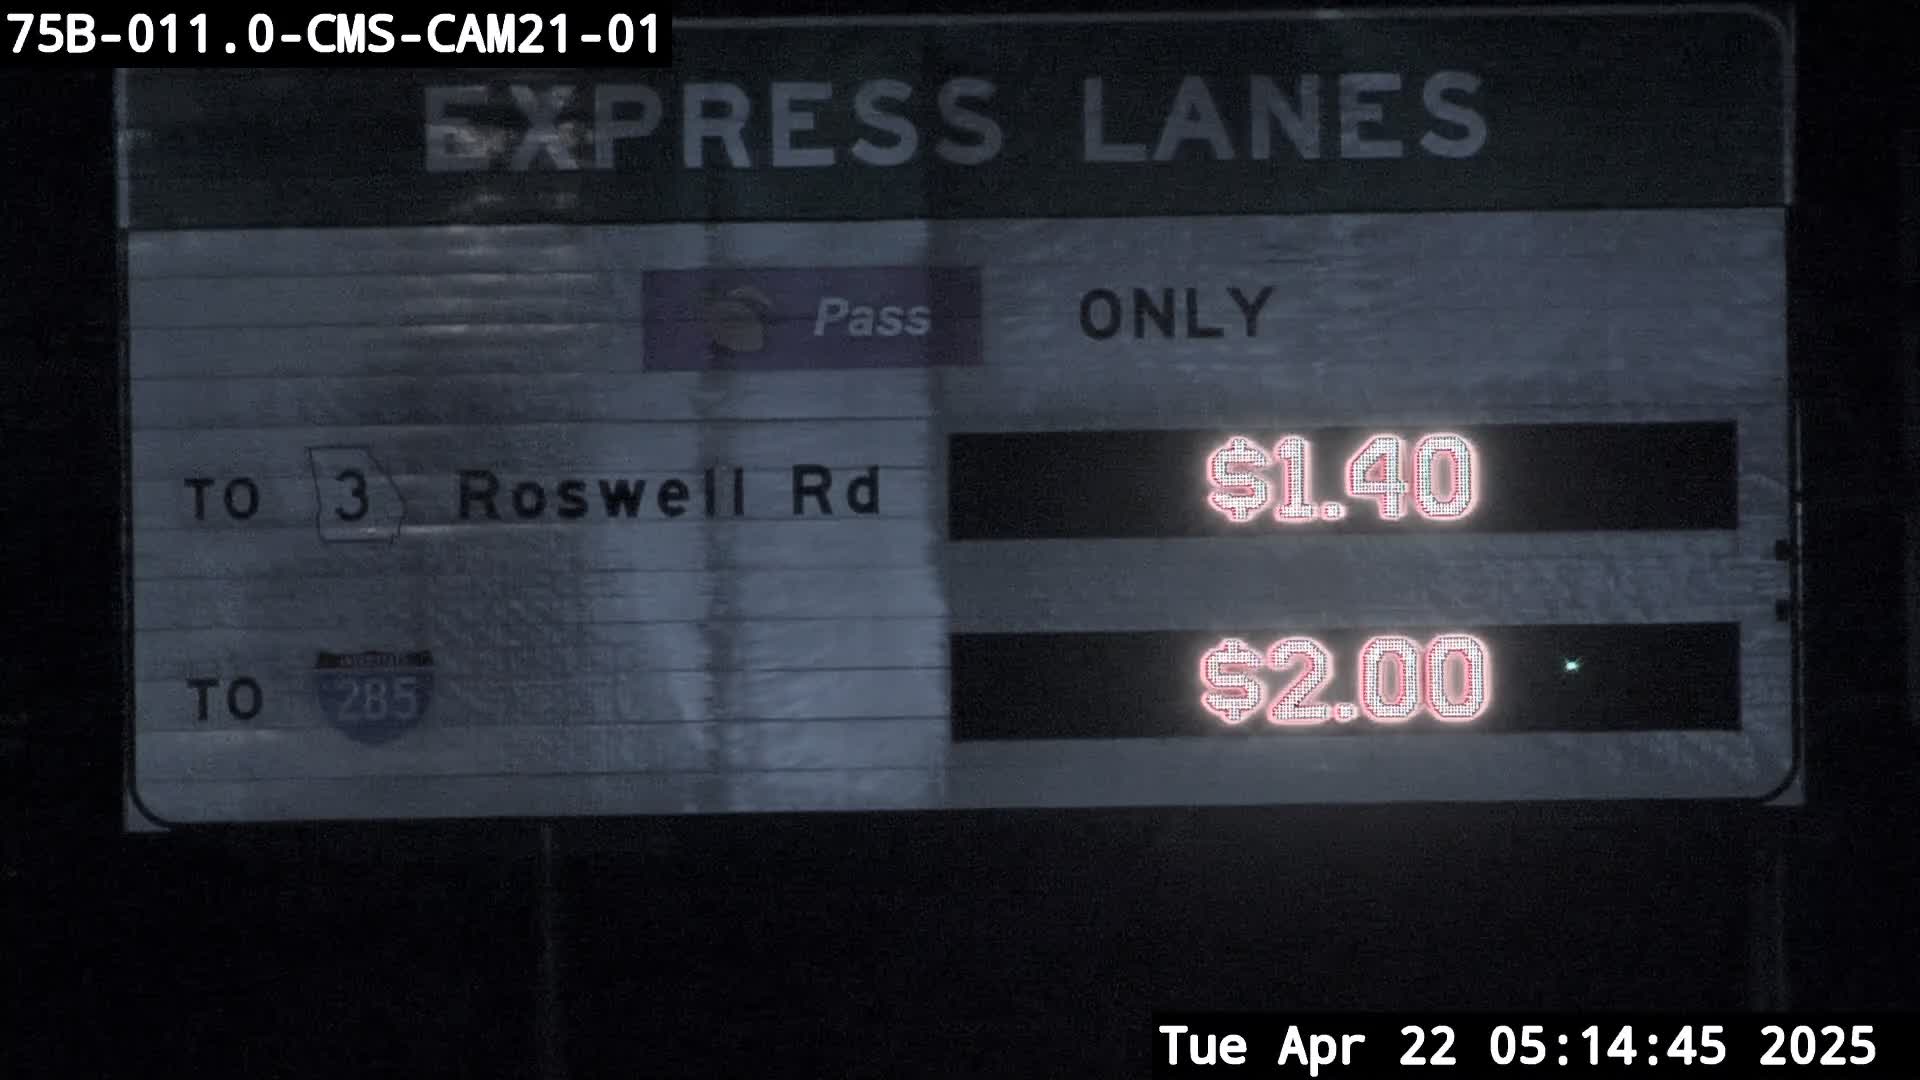 75B-011.0-CMS-CAM21-01
EXPRESS LANES
Pass ONLY
TO 3 Roswell Rd $1.40
INTERSTATE
TO 285 $2.00
Tue Apr 22 05:14:45 2025